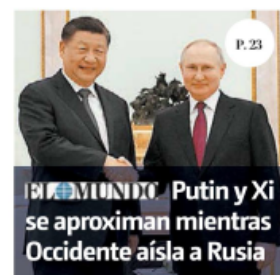 P. 23
EL MUNDO Putin y Xi
se aproximan mientras
Occidente aísla a Rusia